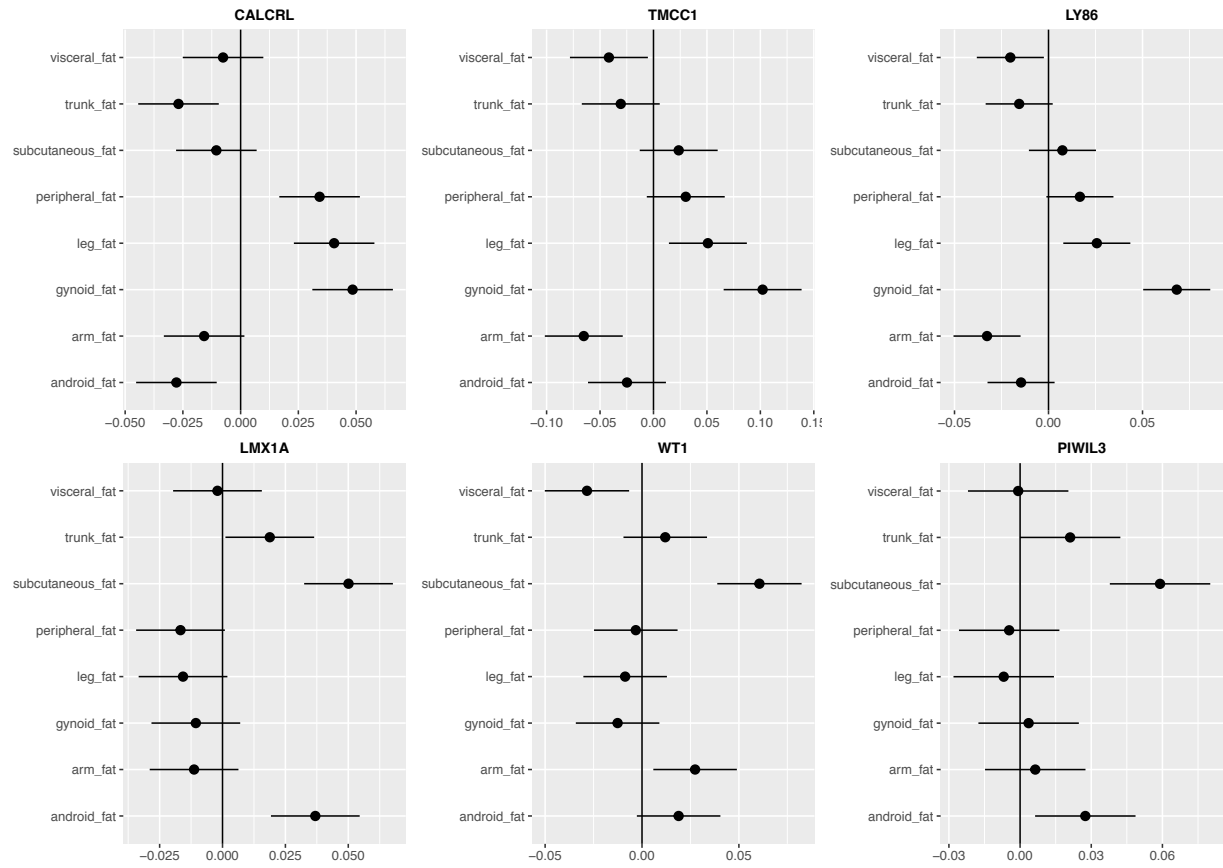 CALCRL
visceral_fat
trunk_fat
subcutaneous_fat
peripheral_fat
leg_fat
gynoid_fat
arm_fat
android_fat
−0.050 −0.025 0.000 0.025 0.050
TMCC1
visceral_fat
trunk_fat
subcutaneous_fat
peripheral_fat
leg_fat
gynoid_fat
arm_fat
android_fat
−0.10 −0.05 0.00 0.05 0.10 0.15
LY86
visceral_fat
trunk_fat
subcutaneous_fat
peripheral_fat
leg_fat
gynoid_fat
arm_fat
android_fat
−0.05 0.00 0.05
LMX1A
visceral_fat
trunk_fat
subcutaneous_fat
peripheral_fat
leg_fat
gynoid_fat
arm_fat
android_fat
−0.025 0.000 0.025 0.050
WT1
visceral_fat
trunk_fat
subcutaneous_fat
peripheral_fat
leg_fat
gynoid_fat
arm_fat
android_fat
−0.05 0.00 0.05
PIWIL3
visceral_fat
trunk_fat
subcutaneous_fat
peripheral_fat
leg_fat
gynoid_fat
arm_fat
android_fat
−0.03 0.00 0.03 0.06